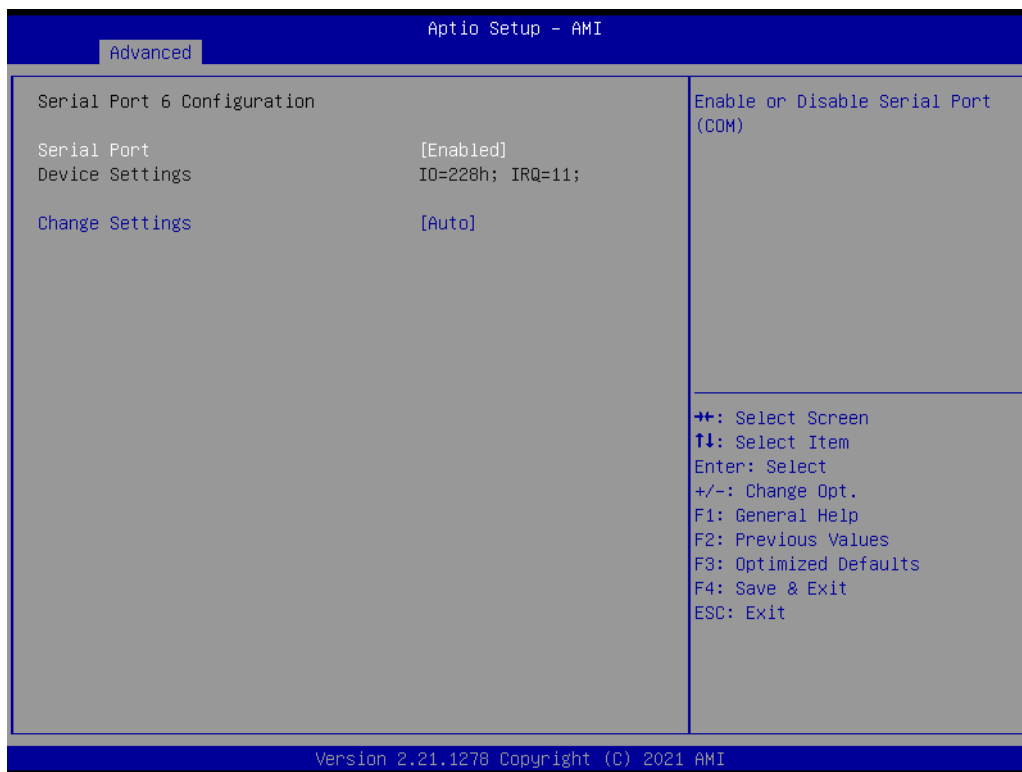 Aptio Setup – AMI
Advanced
Serial Port 6 Configuration
Serial Port [Enabled]
Device Settings IO=228h; IRQ=11;
Change Settings [Auto]
Enable or Disable Serial Port
(COM)
→←: Select Screen
↑↓: Select Item
Enter: Select
+/-: Change Opt.
F1: General Help
F2: Previous Values
F3: Optimized Defaults
F4: Save & Exit
ESC: Exit
Version 2.21.1278 Copyright (C) 2021 AMI